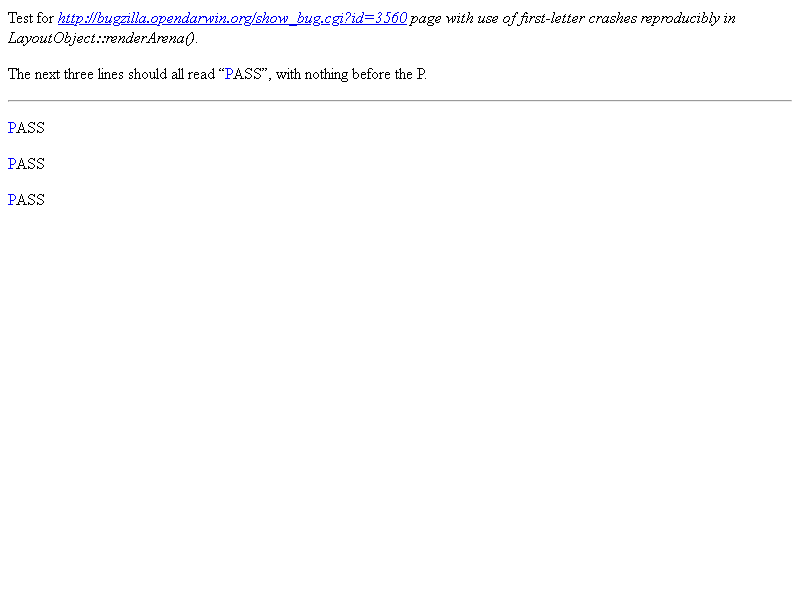 Test for http://bugzilla.opendarwin.org/show_bug.cgi?id=3560 page with use of first-letter crashes reproducibly in
LayoutObject::renderArena().
The next three lines should all read “PASS”, with nothing before the P.
PASS
PASS
PASS